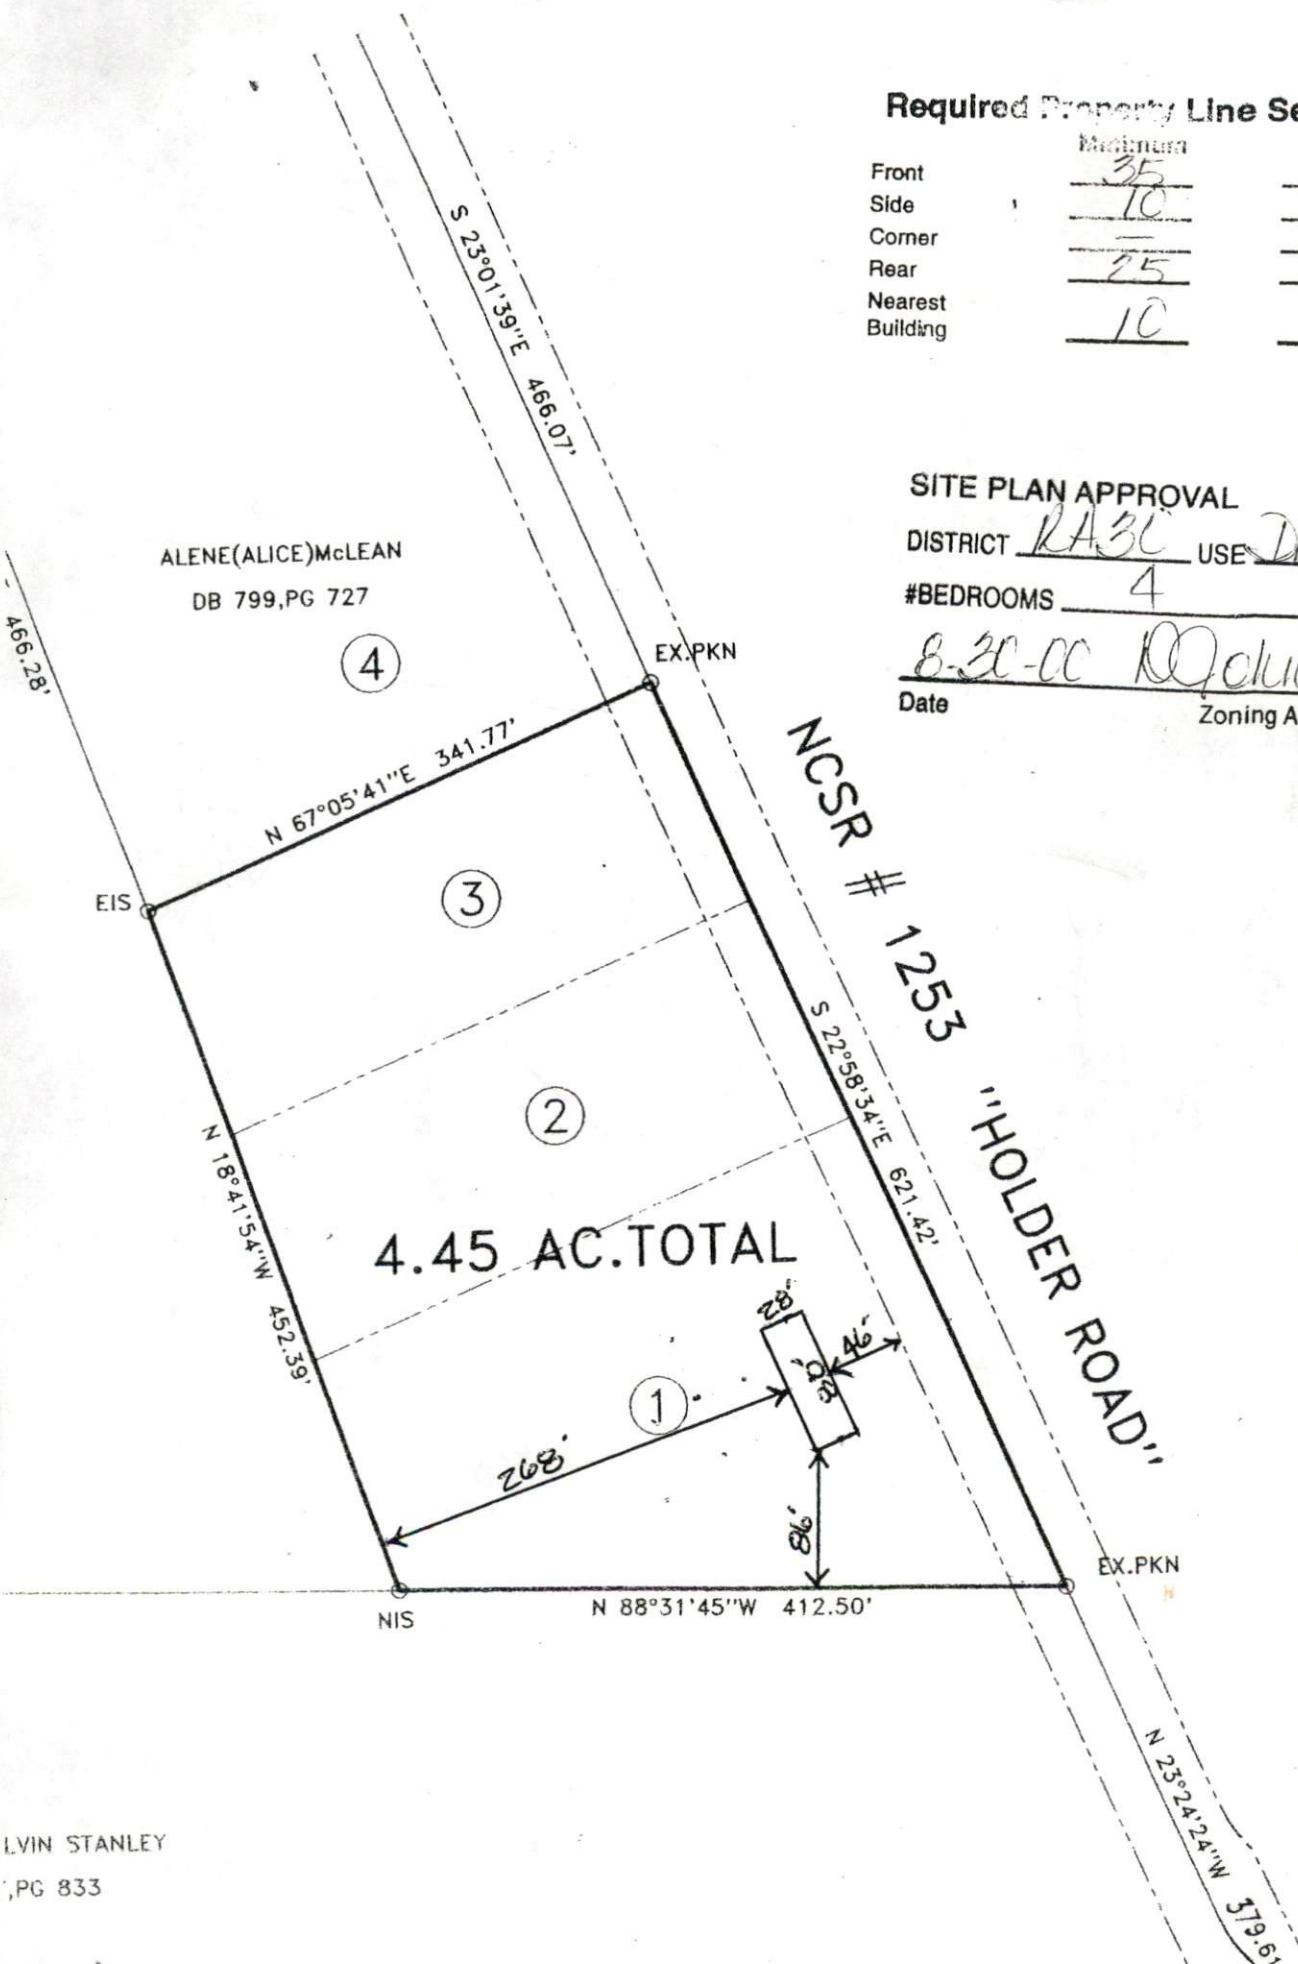 Required Property Line Se
Minimum
Front 35
Side 10
Corner —
Rear 25
Nearest
Building 10
S 23°01'39"E 466.07'
SITE PLAN APPROVAL
DISTRICT RA3C USE D
#BEDROOMS 4
8-30-00
Date Zoning A
ALENE(ALICE)McLEAN
DB 799,PG 727
466.28'
4
EX.PKN
N 67°05'41"E 341.77'
NCSR # 1253 "HOLDER ROAD"
EIS
3
S 22°58'34"E 621.42'
2
N 18°41'54"W 452.39'
4.45 AC.TOTAL
28'
46'
80'
1
268'
86'
EX.PKN
N
NIS
N 88°31'45"W 412.50'
N 23°24'24"W 379.61
LVIN STANLEY
,PG 833